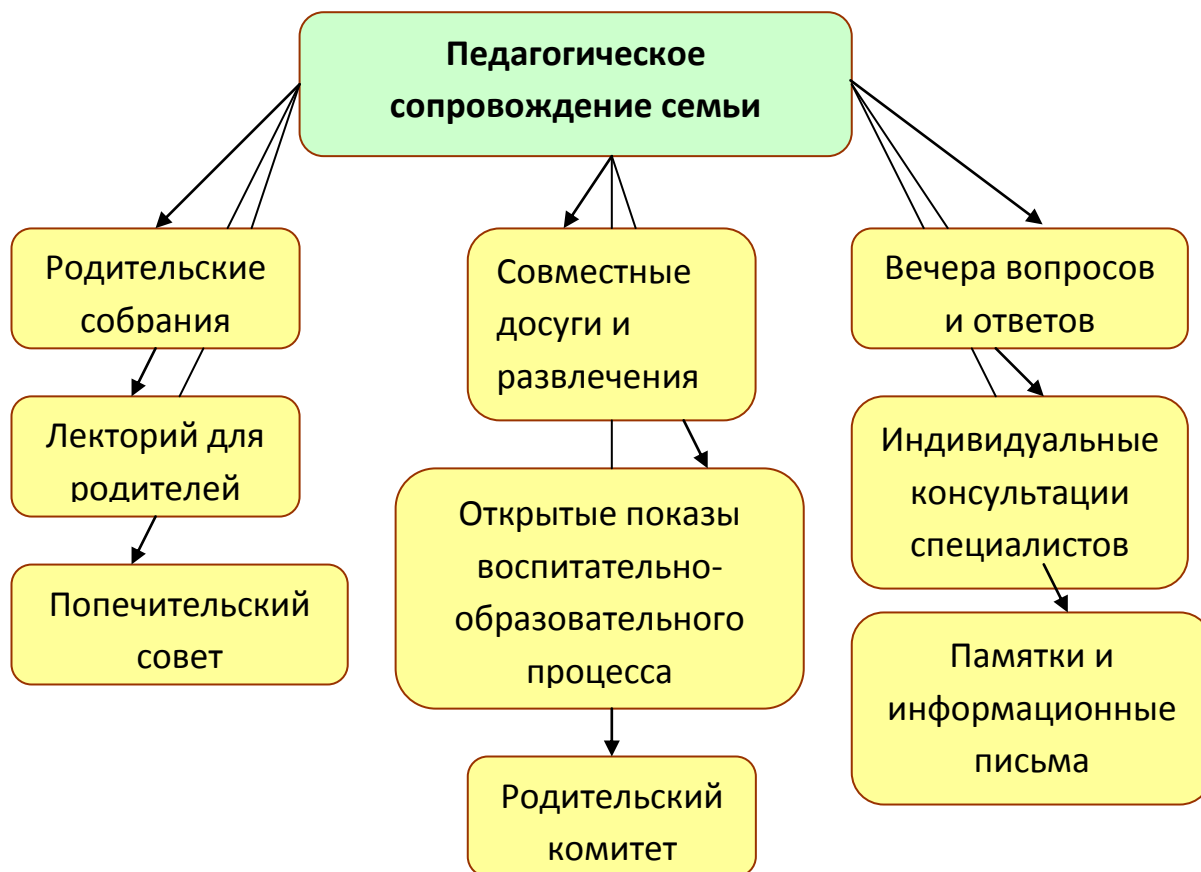 Педагогическое
сопровождение семьи
Родительские
собрания
Лекторий для
родителей
Попечительский
совет
Совместные
досуги и
развлечения
Открытые показы
воспитательно-
образовательного
процесса
Родительский
комитет
Вечера вопросов
и ответов
Индивидуальные
консультации
специалистов
Памятки и
информационные
письма